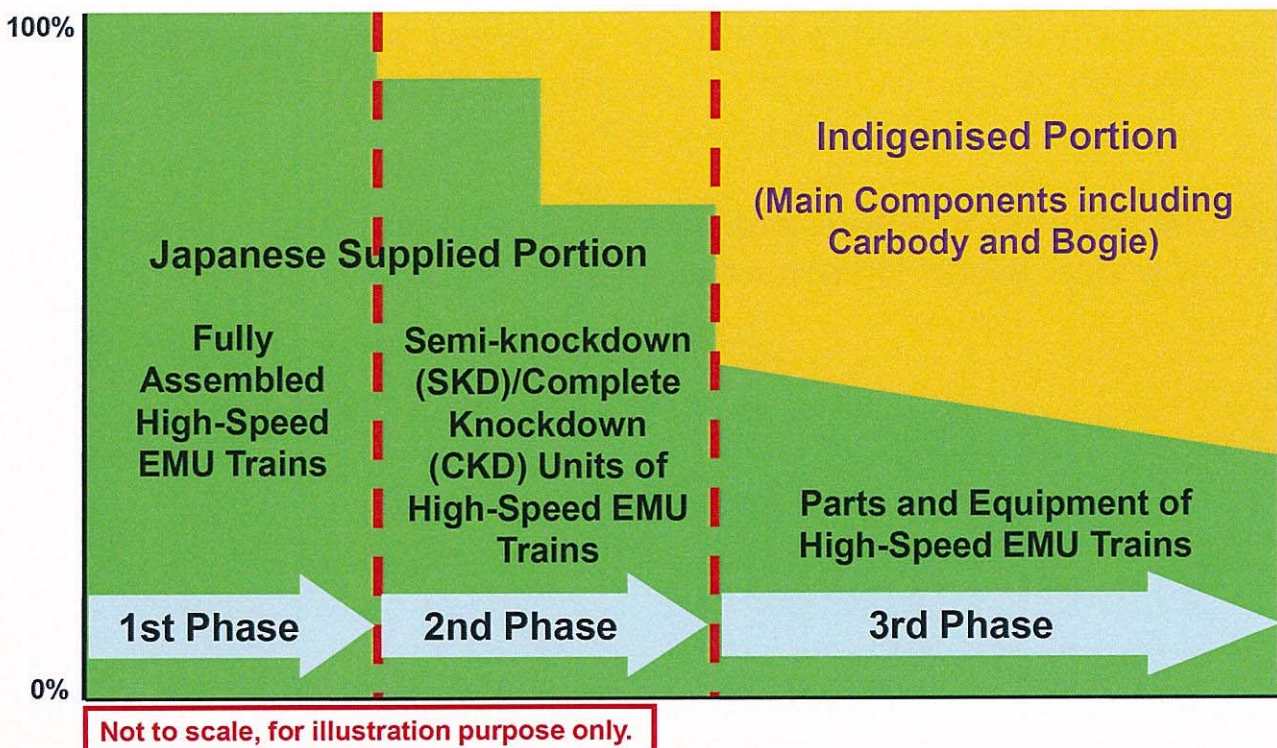 100%
Indigenised Portion
(Main Components including
Carbody and Bogie)
Japanese Supplied Portion
Fully
Assembled
High-Speed
EMU Trains
Semi-knockdown
(SKD)/Complete
Knockdown
(CKD) Units of
High-Speed EMU
Trains
Parts and Equipment of
High-Speed EMU Trains
1st Phase
2nd Phase
3rd Phase
0%
Not to scale, for illustration purpose only.